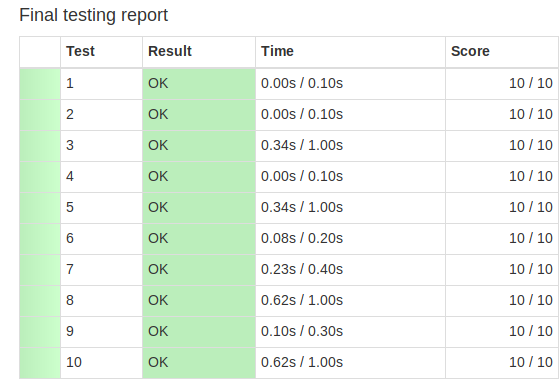 Final testing report
Test Result Time Score
1 OK 0.00s / 0.10s 10 / 10
2 OK 0.00s / 0.10s 10 / 10
3 OK 0.34s / 1.00s 10 / 10
4 OK 0.00s / 0.10s 10 / 10
5 OK 0.34s / 1.00s 10 / 10
6 OK 0.08s / 0.20s 10 / 10
7 OK 0.23s / 0.40s 10 / 10
8 OK 0.62s / 1.00s 10 / 10
9 OK 0.10s / 0.30s 10 / 10
10 OK 0.62s / 1.00s 10 / 10